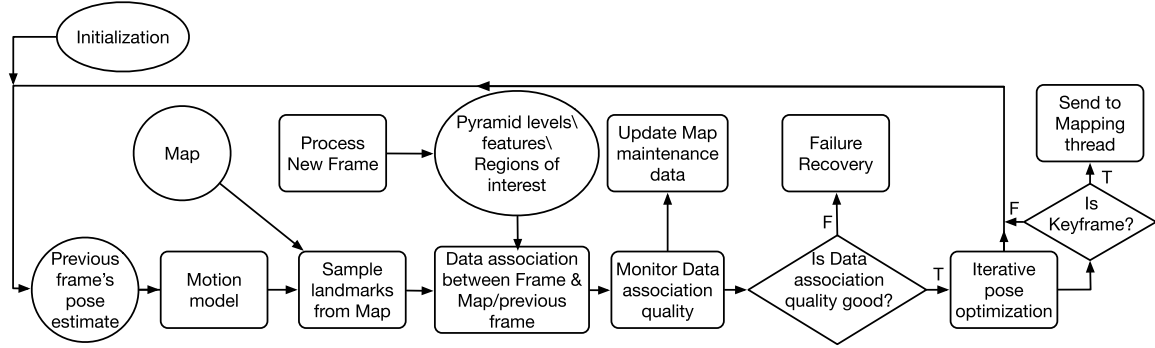 Initialization
Map
Process
New Frame
Pyramid levels\
features\
Regions of
interest
Update Map
maintenance
data
Failure
Recovery
Send to
Mapping
thread
T
Is
Keyframe?
F
F
Previous
frame's
pose
estimate
Motion
model
Sample
landmarks
from Map
Data association
between Frame &
Map/previous
frame
Monitor Data
association
quality
Is Data
association
quality good?
T
Iterative
pose
optimization